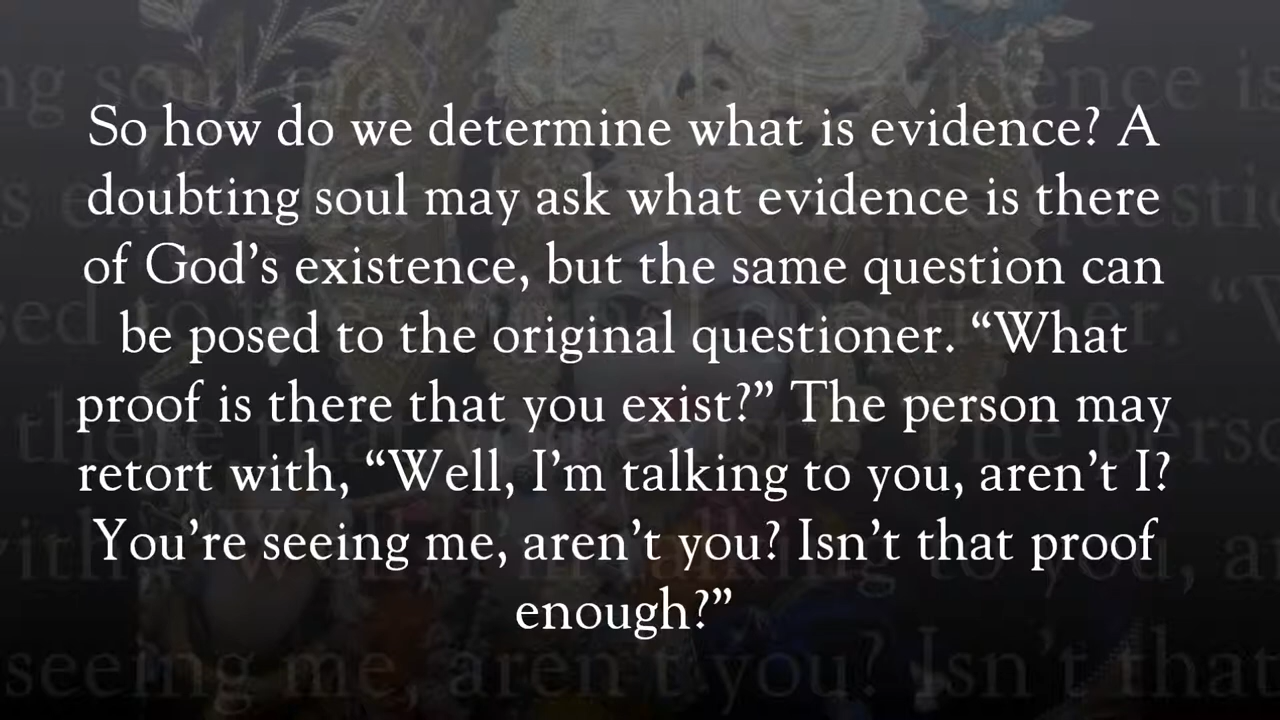 So how do we determine what is evidence? A
doubting soul may ask what evidence is there
of God’s existence, but the same question can
be posed to the original questioner. “What
proof is there that you exist?” The person may
retort with, “Well, I’m talking to you, aren’t I?
You’re seeing me, aren’t you? Isn’t that proof
enough?”